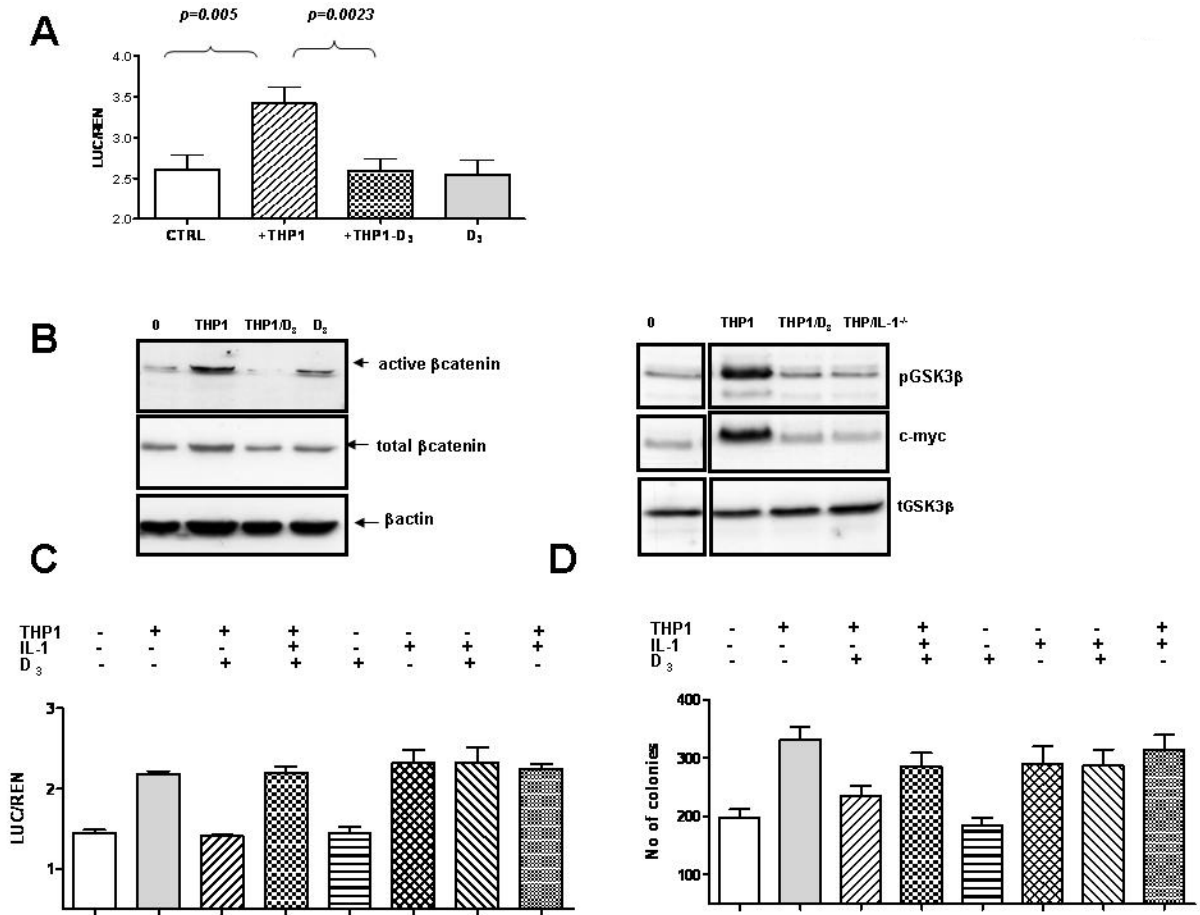 A
p=0.005 p=0.0023
4.0
3.5
3.0
2.5
2.0
LUC/REN
CTRL +THP1 +THP1-D3 D3
B
0 THP1 THP1/D3 D3
active βcatenin
total βcatenin
βactin
0 THP1 THP1/D3 THP/IL-1-/-
pGSK3β
c-myc
tGSK3β
C
THP1 - + + + - - - +
IL-1 - - - + - + + +
D3 - - + + + - + -
3
2
1
LUC/REN
D
THP1 - + + + - - - +
IL-1 - - - + - + + +
D3 - - + + + - + -
400
300
200
100
No of colonies